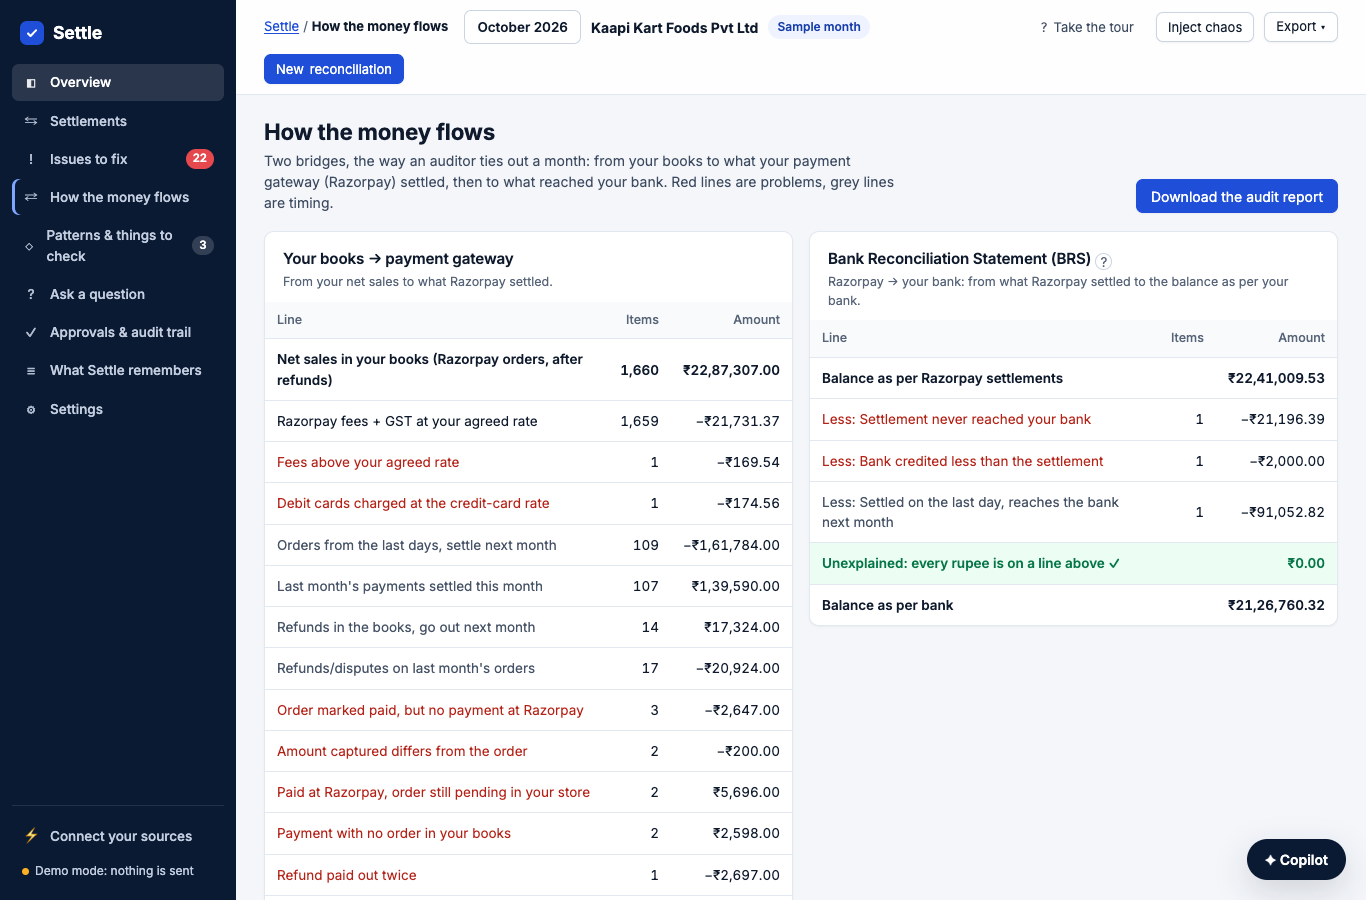 Settle
Overview
Settlements
Issues to fix
22
How the money flows
Patterns & things to
check
3
Ask a question
Approvals & audit trail
What Settle remembers
Settings
Connect your sources
Demo mode: nothing is sent
Settle / How the money flows
October 2026
Kaapi Kart Foods Pvt Ltd
Sample month
? Take the tour
Inject chaos
Export
New reconciliation
How the money flows
Two bridges, the way an auditor ties out a month: from your books to what your payment
gateway (Razorpay) settled, then to what reached your bank. Red lines are problems, grey lines
are timing.
Download the audit report
Your books → payment gateway
From your net sales to what Razorpay settled.
Line Items Amount
Net sales in your books (Razorpay orders, after
refunds) 1,660 ₹22,87,307.00
Razorpay fees + GST at your agreed rate 1,659 −₹21,731.37
Fees above your agreed rate 1 −₹169.54
Debit cards charged at the credit-card rate 1 −₹174.56
Orders from the last days, settle next month 109 −₹1,61,784.00
Last month's payments settled this month 107 ₹1,39,590.00
Refunds in the books, go out next month 14 ₹17,324.00
Refunds/disputes on last month's orders 17 −₹20,924.00
Order marked paid, but no payment at Razorpay 3 −₹2,647.00
Amount captured differs from the order 2 −₹200.00
Paid at Razorpay, order still pending in your store 2 ₹5,696.00
Payment with no order in your books 2 ₹2,598.00
Refund paid out twice 1 −₹2,697.00
Bank Reconciliation Statement (BRS) ?
Razorpay → your bank: from what Razorpay settled to the balance as per your
bank.
Line Items Amount
Balance as per Razorpay settlements ₹22,41,009.53
Less: Settlement never reached your bank 1 −₹21,196.39
Less: Bank credited less than the settlement 1 −₹2,000.00
Less: Settled on the last day, reaches the bank
next month 1 −₹91,052.82
Unexplained: every rupee is on a line above ✓ ₹0.00
Balance as per bank ₹21,26,760.32
Copilot